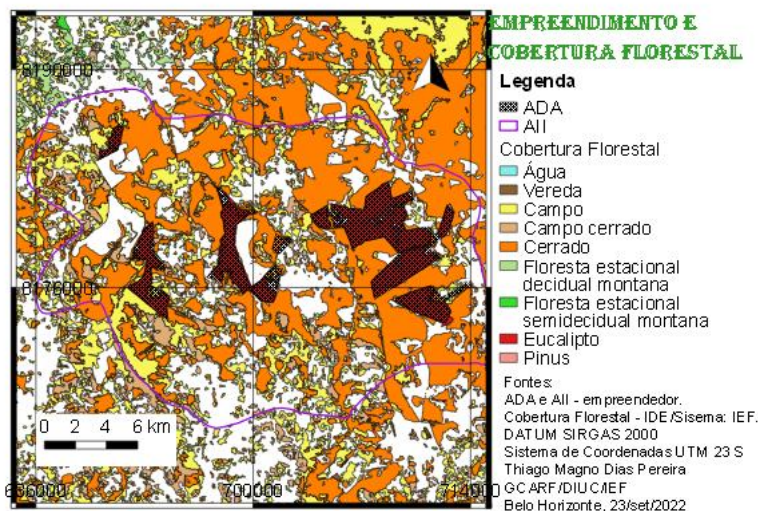 EMPREENDIMENTO E
COBERTURA FLORESTAL
8190000
Legenda
ADA
AII
Cobertura Florestal
Água
Vereda
Campo
Campo cerrado
Cerrado
Floresta estacional
decidual montana
Floresta estacional
semidecidual montana
Eucalipto
Pinus
8176000
Fontes:
ADA e AII - empreendedor.
Cobertura Florestal - IDE/Sisema: IEF.
DATUM SIRGAS 2000
Sistema de Coordenadas UTM 23 S
Thiago Magno Dias Pereira
GCARF/DIUC/IEF
Belo Horizonte, 23/set/2022
0 2 4 6 km
686000 700000 714000